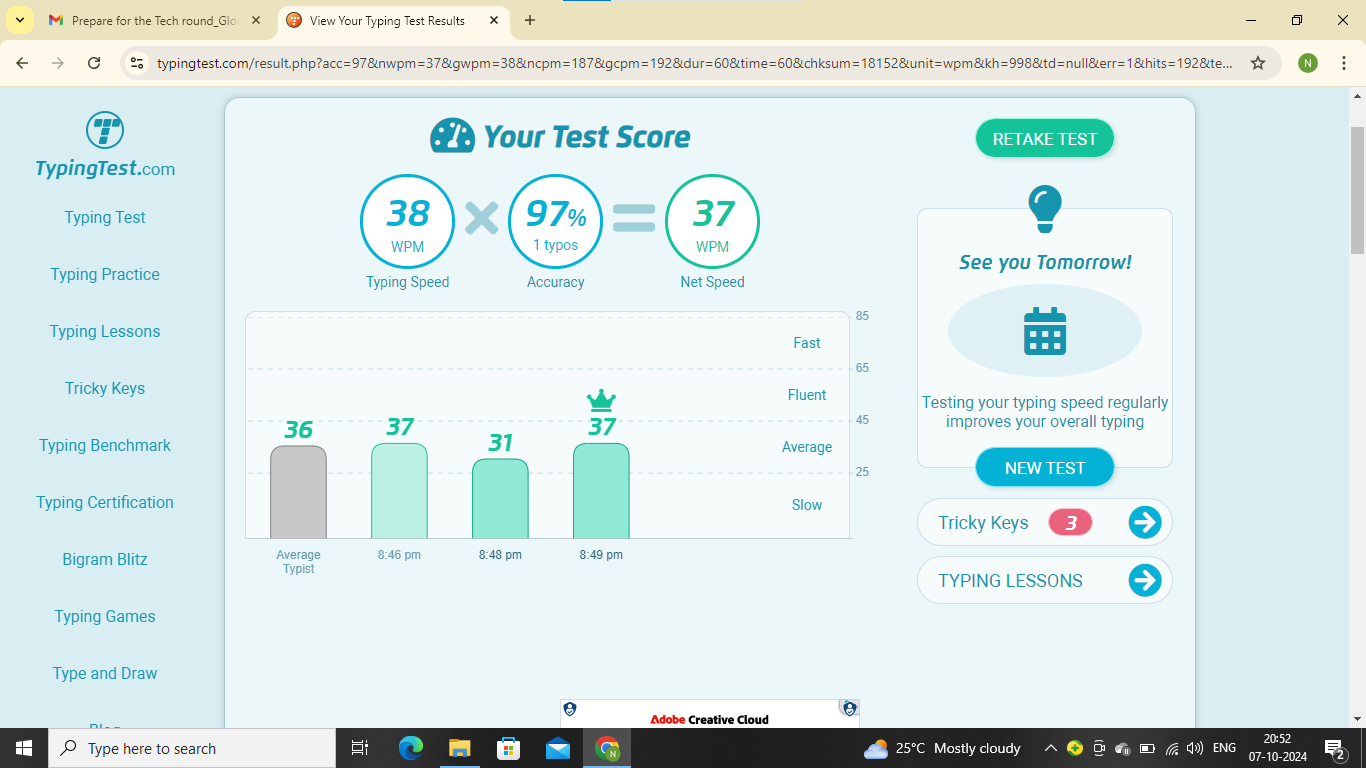 Prepare for the Tech round_Glo
View Your Typing Test Results
typingtest.com/result.php?acc=97&nwpm=37&gwpm=38&ncpm=187&gcpm=192&dur=60&time=60&chksum=18152&unit=wpm&kh=998&td=null&err=1&hits=192&te...
N
TypingTest.com
Typing Test
Typing Practice
Typing Lessons
Tricky Keys
Typing Benchmark
Typing Certification
Bigram Blitz
Typing Games
Type and Draw
Blog
Your Test Score
38
WPM
Typing Speed
97%
1 typos
Accuracy
37
WPM
Net Speed
85
Fast
65
Fluent
45
Average
25
Slow
36
37
31
37
Average
Typist
8:46 pm
8:48 pm
8:49 pm
RETAKE TEST
See you Tomorrow!
Testing your typing speed regularly
improves your overall typing
NEW TEST
Tricky Keys 3
TYPING LESSONS
Adobe Creative Cloud
Type here to search
N
25°C Mostly cloudy
ENG
20:52
07-10-2024
2